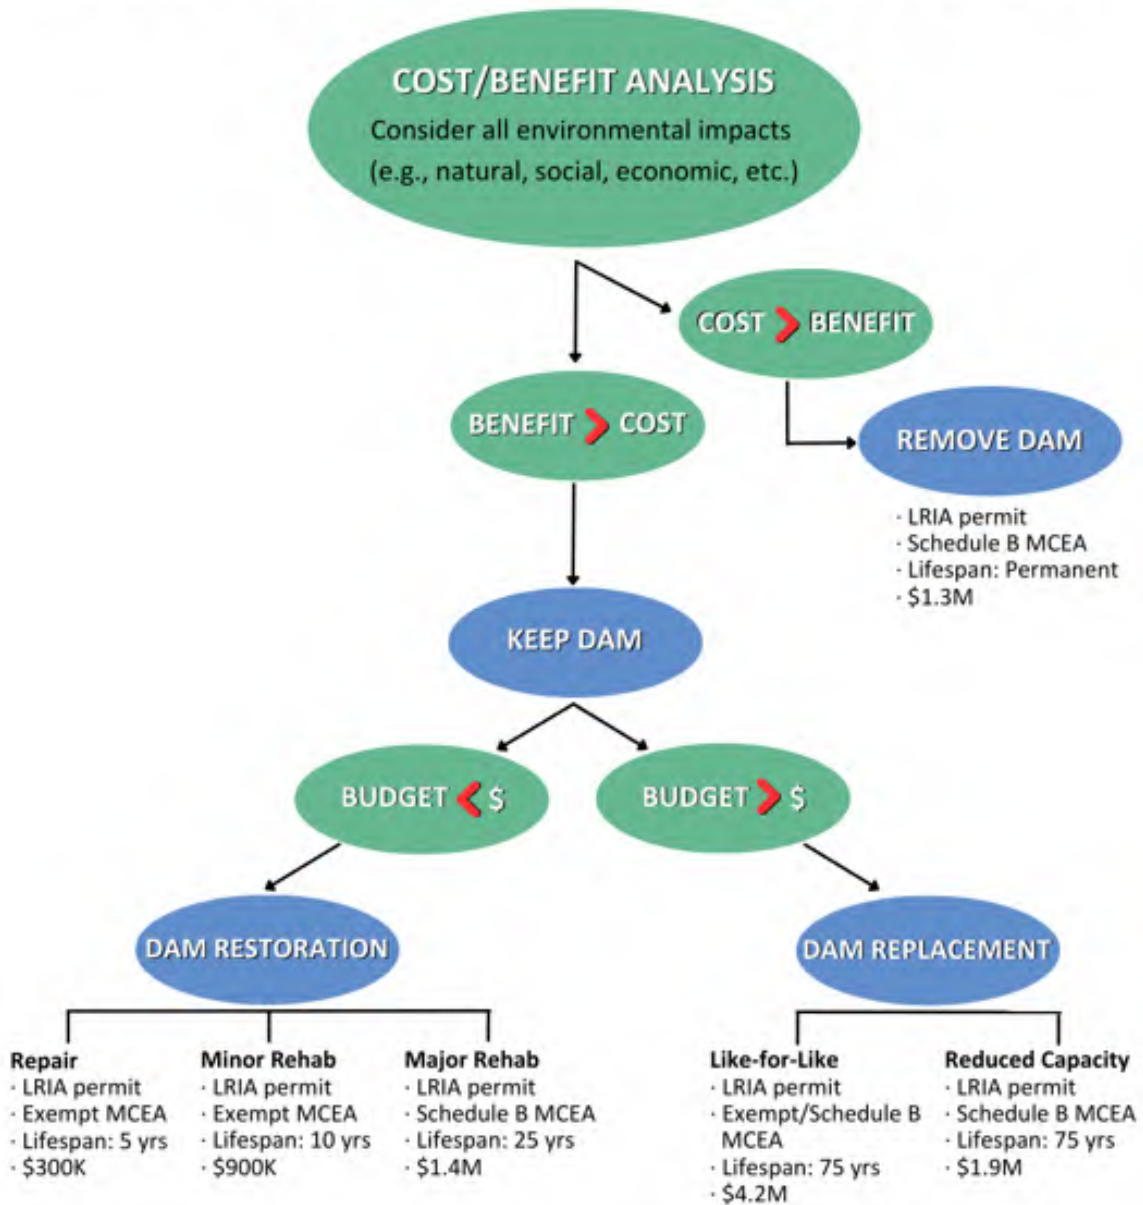 COST/BENEFIT ANALYSIS
Consider all environmental impacts
(e.g., natural, social, economic, etc.)
COST > BENEFIT
BENEFIT > COST
REMOVE DAM
· LRIA permit
· Schedule B MCEA
· Lifespan: Permanent
· $1.3M
KEEP DAM
BUDGET < $
BUDGET > $
DAM RESTORATION
DAM REPLACEMENT
Repair
· LRIA permit
· Exempt MCEA
· Lifespan: 5 yrs
· $300K
Minor Rehab
· LRIA permit
· Exempt MCEA
· Lifespan: 10 yrs
· $900K
Major Rehab
· LRIA permit
· Schedule B MCEA
· Lifespan: 25 yrs
· $1.4M
Like-for-Like
· LRIA permit
· Exempt/Schedule B
MCEA
· Lifespan: 75 yrs
· $4.2M
Reduced Capacity
· LRIA permit
· Schedule B MCEA
· Lifespan: 75 yrs
· $1.9M